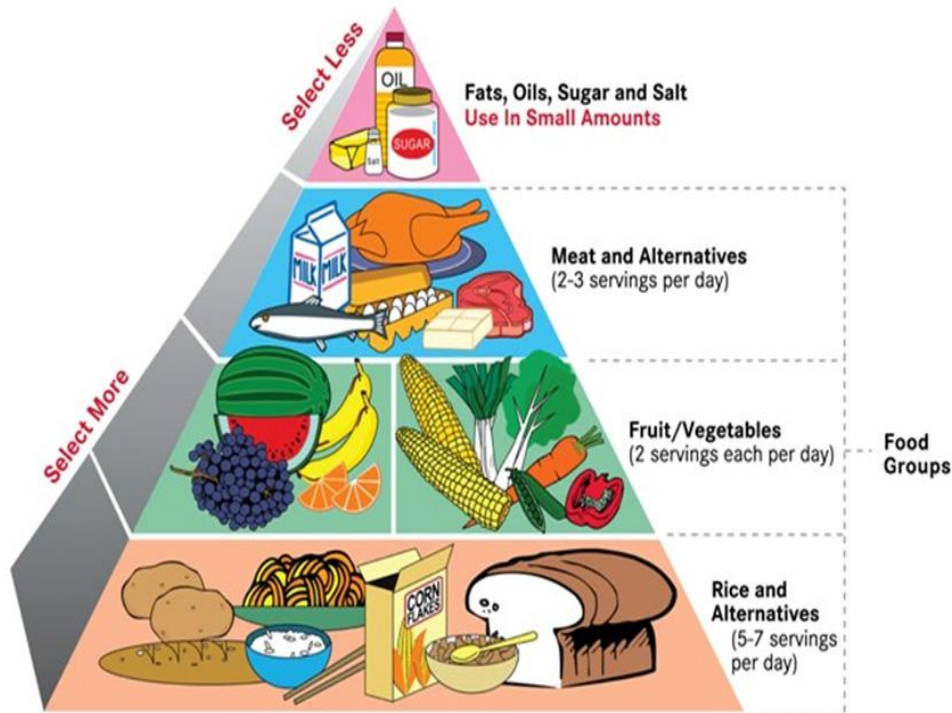 Select Less
OIL
Salt
SUGAR
Fats, Oils, Sugar and Salt
Use In Small Amounts
MILK
MILK
Meat and Alternatives
(2-3 servings per day)
Select More
Fruit/Vegetables
(2 servings each per day)
Food
Groups
CORN
FLAKES
Rice and
Alternatives
(5-7 servings
per day)